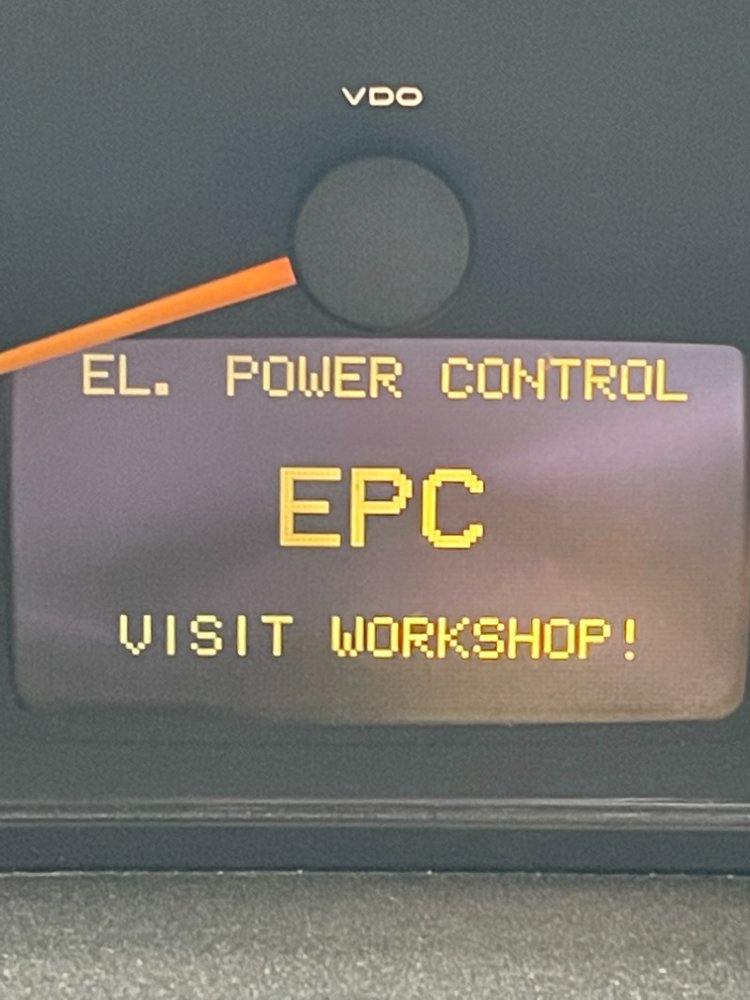 VDO
EL. POWER CONTROL
EPC
VISIT WORKSHOP!